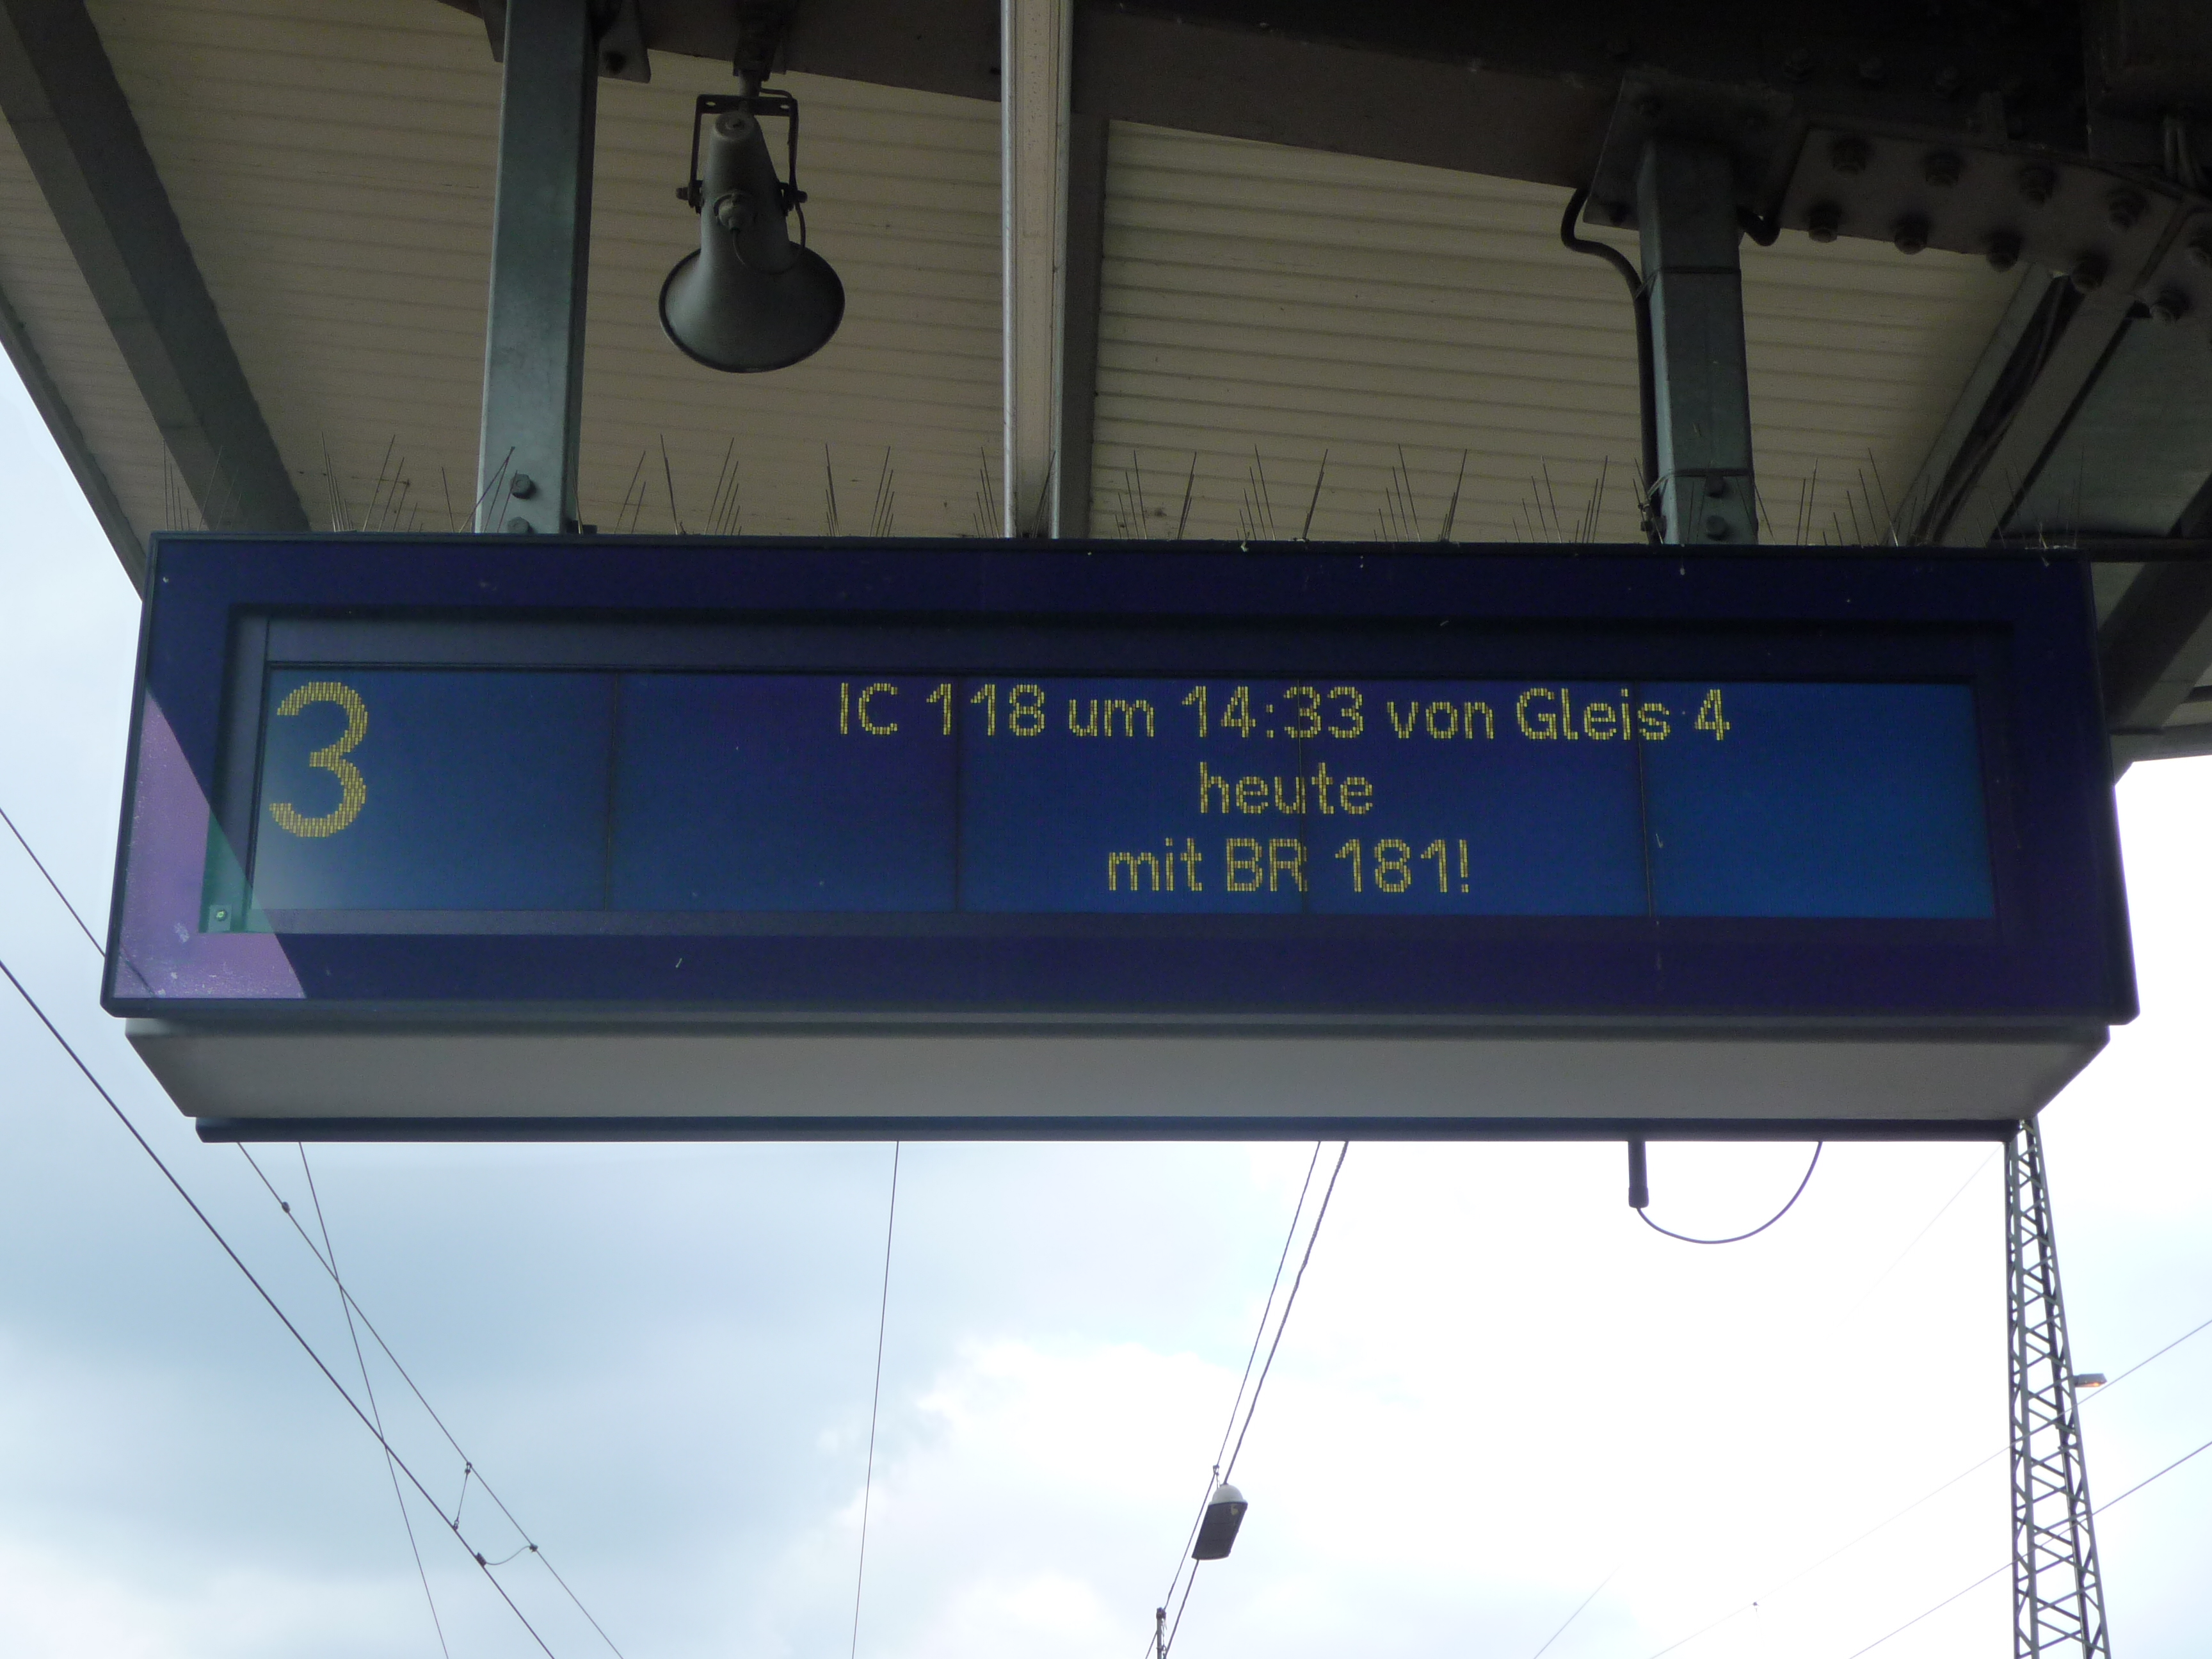 3
IC 118 um 14:33 von Gleis 4
heute
mit BR 181!